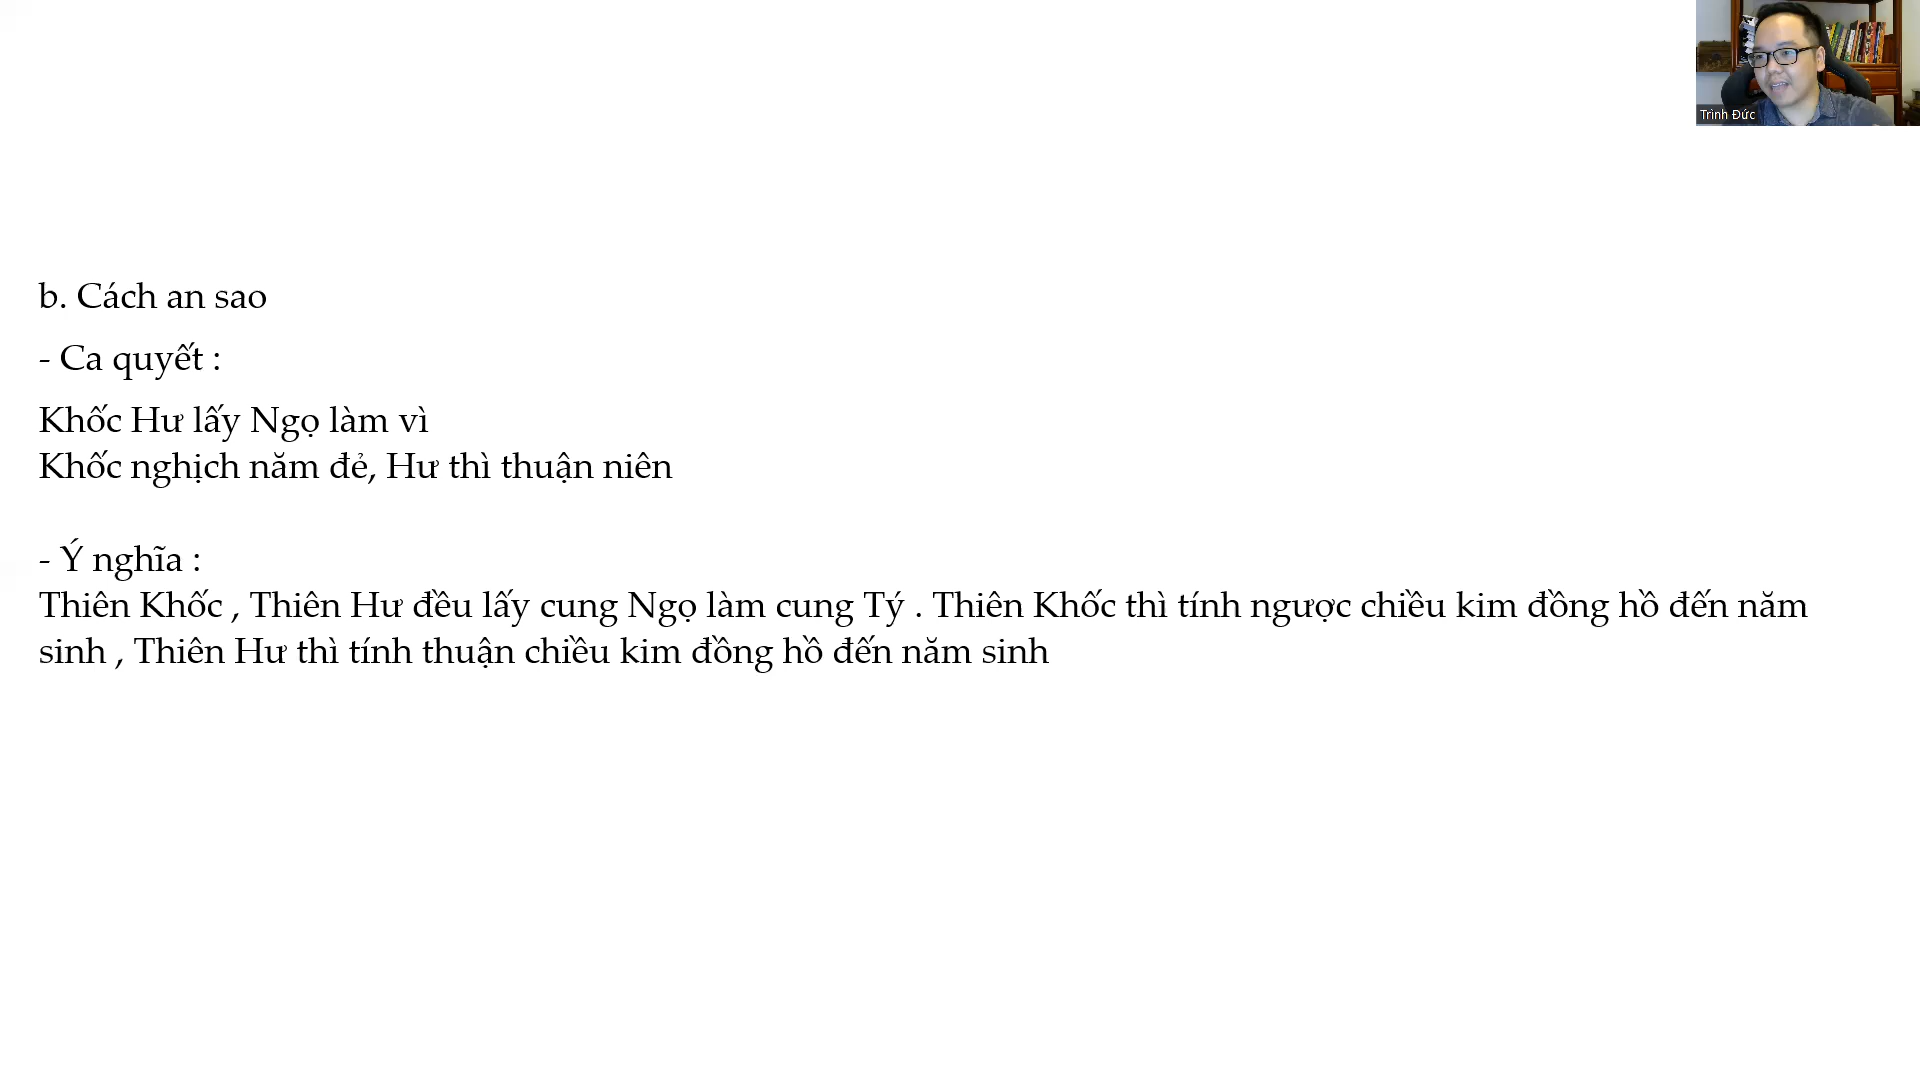 Trình Đức
b. Cách an sao
- Ca quyết :
Khốc Hư lấy Ngọ làm vì
Khốc nghịch năm đẻ, Hư thì thuận niên
- Ý nghĩa :
Thiên Khốc , Thiên Hư đều lấy cung Ngọ làm cung Tý . Thiên Khốc thì tính ngược chiều kim đồng hồ đến năm
sinh , Thiên Hư thì tính thuận chiều kim đồng hồ đến năm sinh